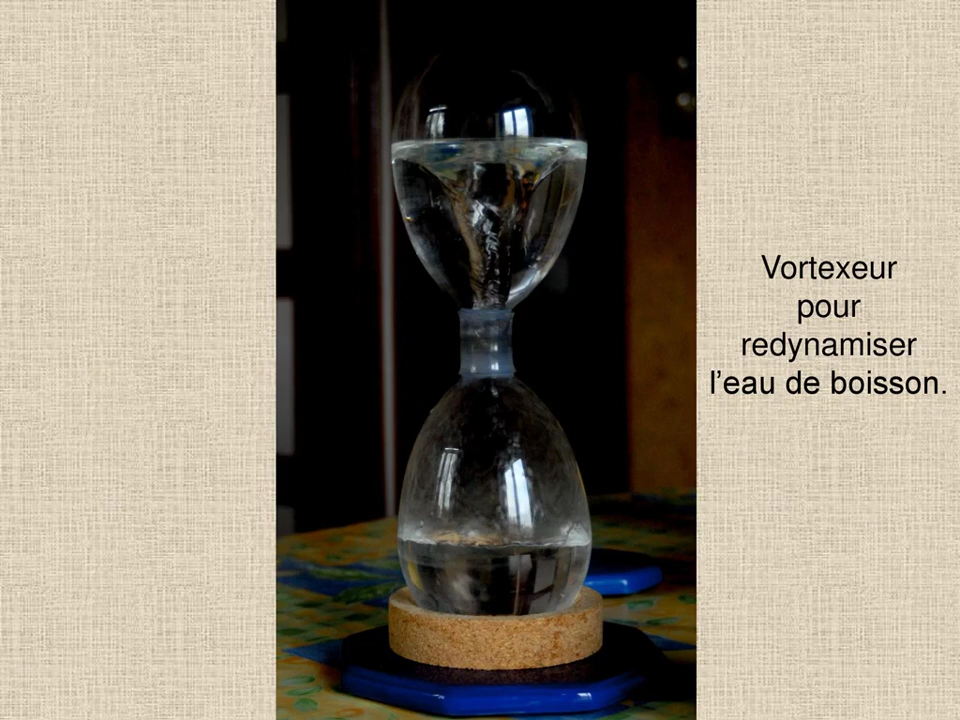 Vortexeur
pour
redynamiser
l’eau de boisson.